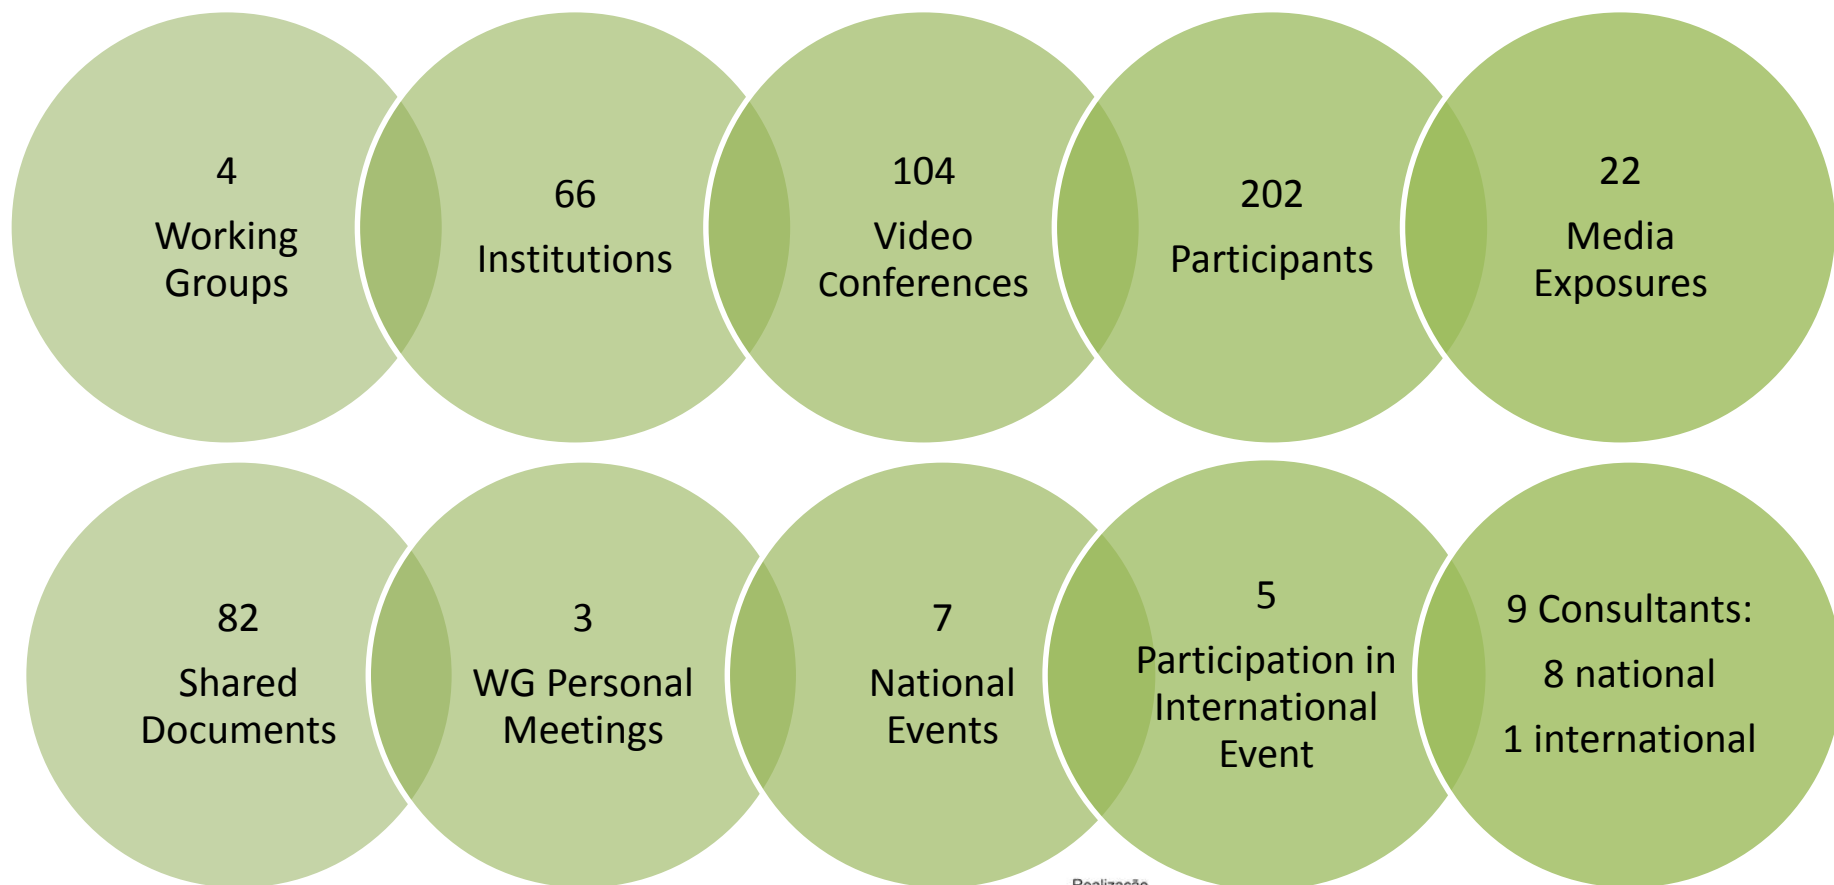 4
Working
Groups
66
Institutions
104
Video
Conferences
202
Participants
22
Media
Exposures
82
Shared
Documents
3
WG Personal
Meetings
7
National
Events
5
Participation in
International
Event
9 Consultants:
8 national
1 international
Realização